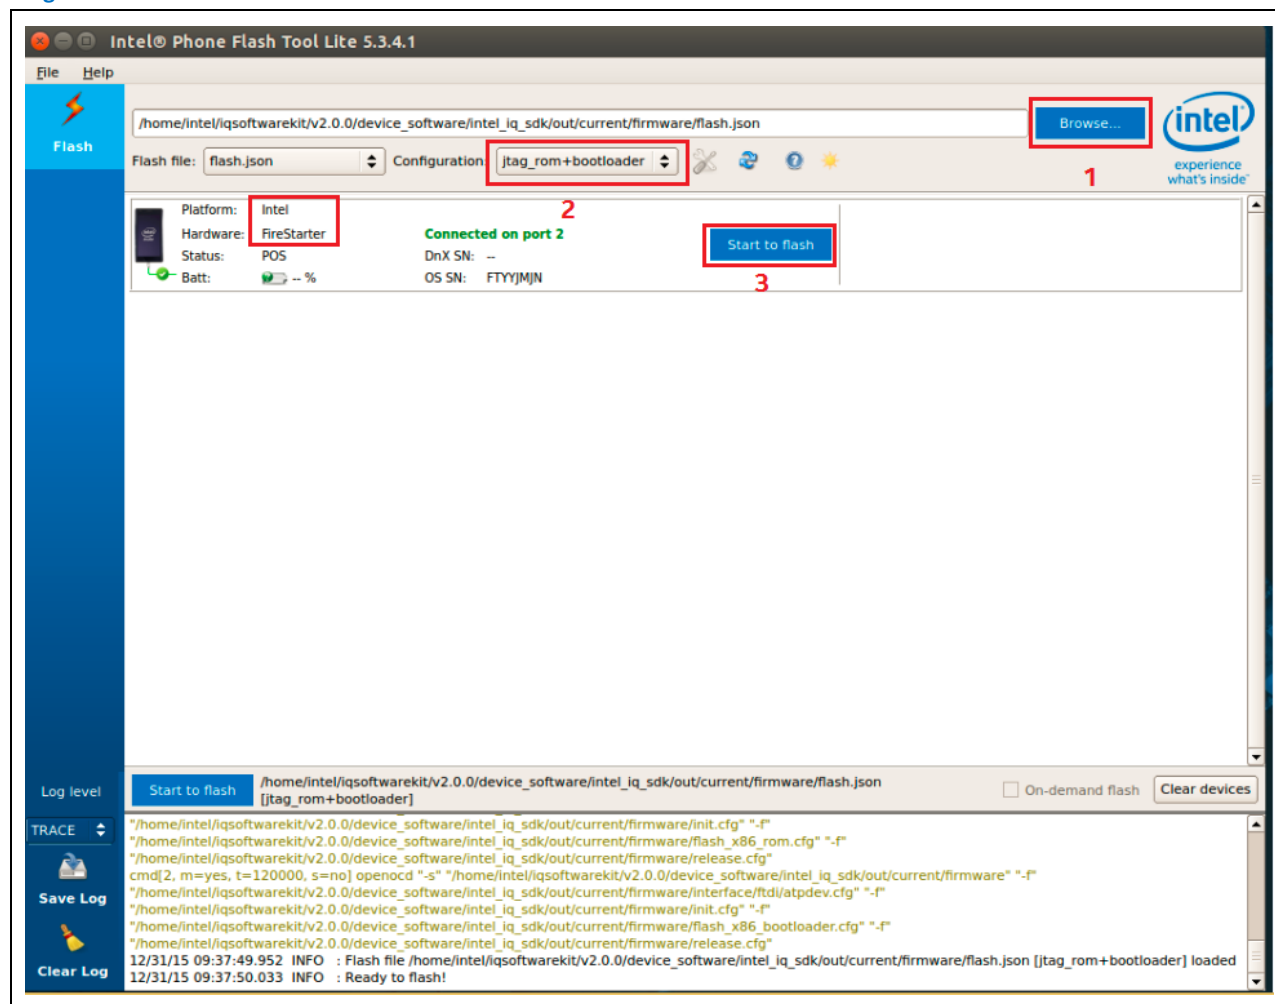 Intel® Phone Flash Tool Lite 5.3.4.1
File Help
Flash
/home/intel/iqsoftwarekit/v2.0.0/device_software/intel_iq_sdk/out/current/firmware/flash.json
Browse...
intel
experience
what's inside™
Flash file: flash.json Configuration jtag_rom+bootloader
1
2
Platform: Intel
Hardware: FireStarter Connected on port 2
Start to flash
Status: POS DnX SN: --
Batt: -- % OS SN: FTYYJMJN
3
Log level
Start to flash
/home/intel/iqsoftwarekit/v2.0.0/device_software/intel_iq_sdk/out/current/firmware/flash.json
[jtag_rom+bootloader]
On-demand flash Clear devices
TRACE
Save Log
Clear Log
"/home/intel/iqsoftwarekit/v2.0.0/device_software/intel_iq_sdk/out/current/firmware/init.cfg" "-f"
"/home/intel/iqsoftwarekit/v2.0.0/device_software/intel_iq_sdk/out/current/firmware/flash_x86_rom.cfg" "-f"
"/home/intel/iqsoftwarekit/v2.0.0/device_software/intel_iq_sdk/out/current/firmware/release.cfg"
cmd[2, m=yes, t=120000, s=no] openocd "-s" "/home/intel/iqsoftwarekit/v2.0.0/device_software/intel_iq_sdk/out/current/firmware" "-f"
"/home/intel/iqsoftwarekit/v2.0.0/device_software/intel_iq_sdk/out/current/firmware/interface/ftdi/atpdev.cfg" "-f"
"/home/intel/iqsoftwarekit/v2.0.0/device_software/intel_iq_sdk/out/current/firmware/init.cfg" "-f"
"/home/intel/iqsoftwarekit/v2.0.0/device_software/intel_iq_sdk/out/current/firmware/flash_x86_bootloader.cfg" "-f"
"/home/intel/iqsoftwarekit/v2.0.0/device_software/intel_iq_sdk/out/current/firmware/release.cfg"
12/31/15 09:37:49.952 INFO : Flash file /home/intel/iqsoftwarekit/v2.0.0/device_software/intel_iq_sdk/out/current/firmware/flash.json [jtag_rom+bootloader] loaded
12/31/15 09:37:50.033 INFO : Ready to flash!